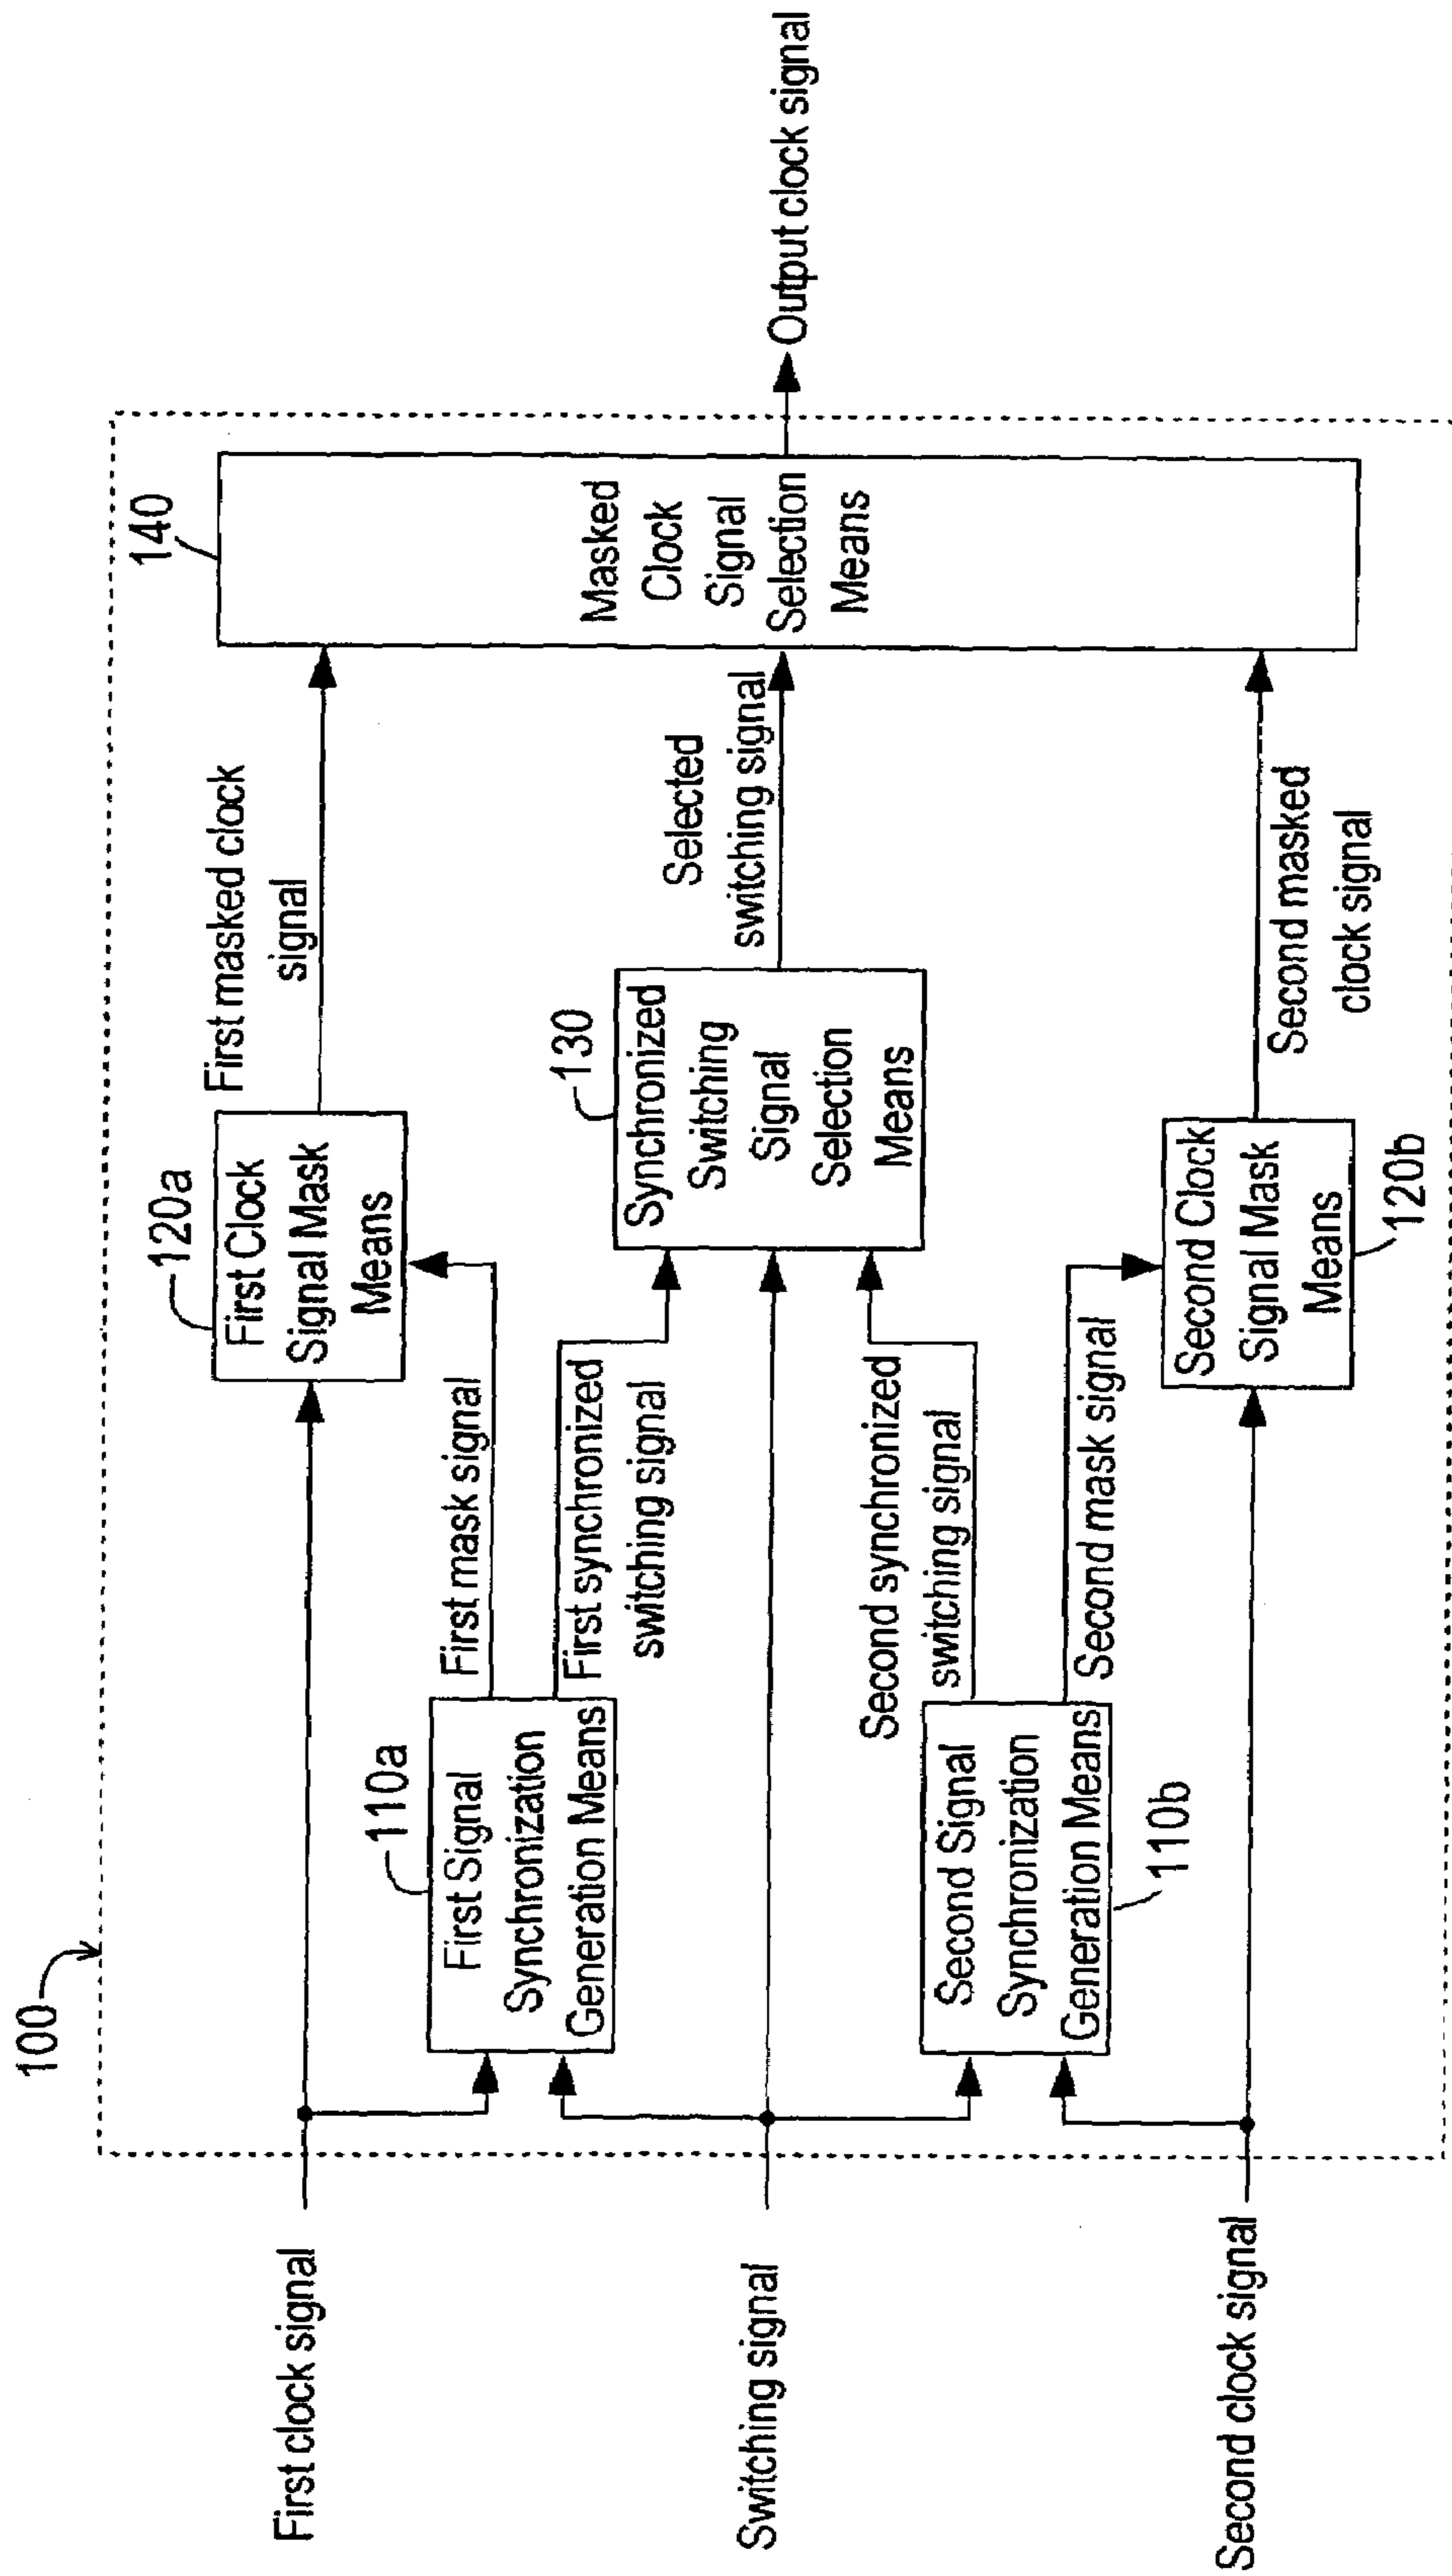 100
First clock signal
Switching signal
Second clock signal
110a
First Signal
Synchronization
Generation Means
110b
Second Signal
Synchronization
Generation Means
First mask signal
First synchronized
switching signal
Second synchronized
switching signal
Second mask signal
120a
First Clock
Signal Mask
Means
130
Synchronized
Switching
Signal
Selection
Means
120b
Second Clock
Signal Mask
Means
First masked clock
signal
Selected
switching signal
Second masked
clock signal
140
Masked
Clock
Signal
Selection
Means
Output clock signal